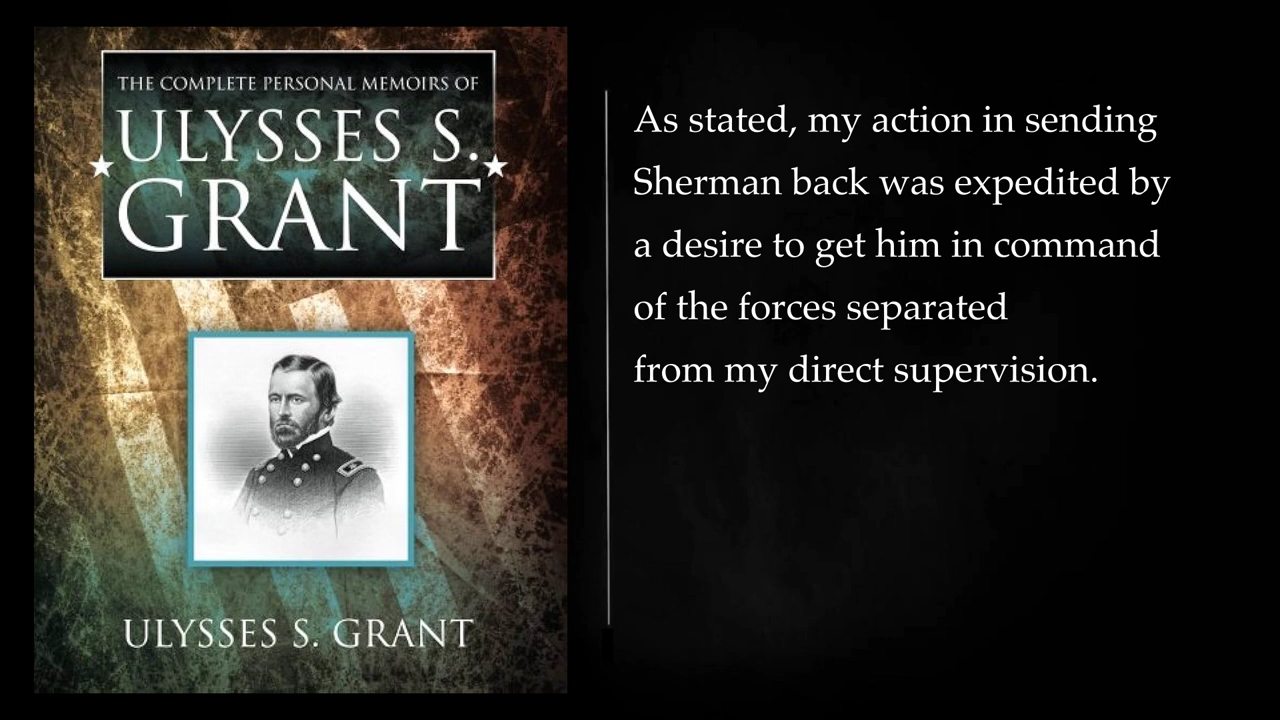 THE COMPLETE PERSONAL MEMOIRS OF
ULYSSES S.
GRANT
ULYSSES S. GRANT
As stated, my action in sending
Sherman back was expedited by
a desire to get him in command
of the forces separated
from my direct supervision.